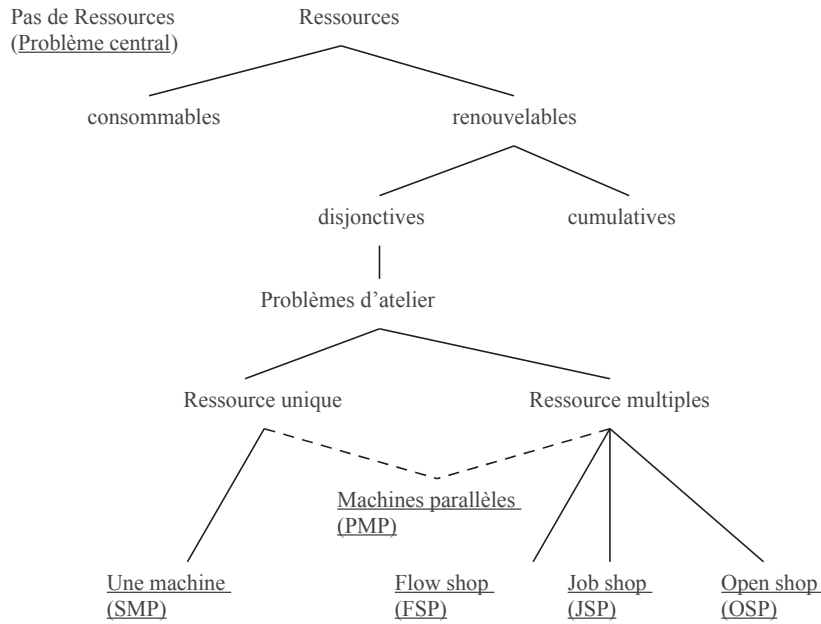 Pas de Ressources
(Problème central)
Ressources
consommables
renouvelables
disjonctives
cumulatives
Problèmes d'atelier
Ressource unique
Ressource multiples
Machines parallèles
(PMP)
Une machine
(SMP)
Flow shop
(FSP)
Job shop
(JSP)
Open shop
(OSP)